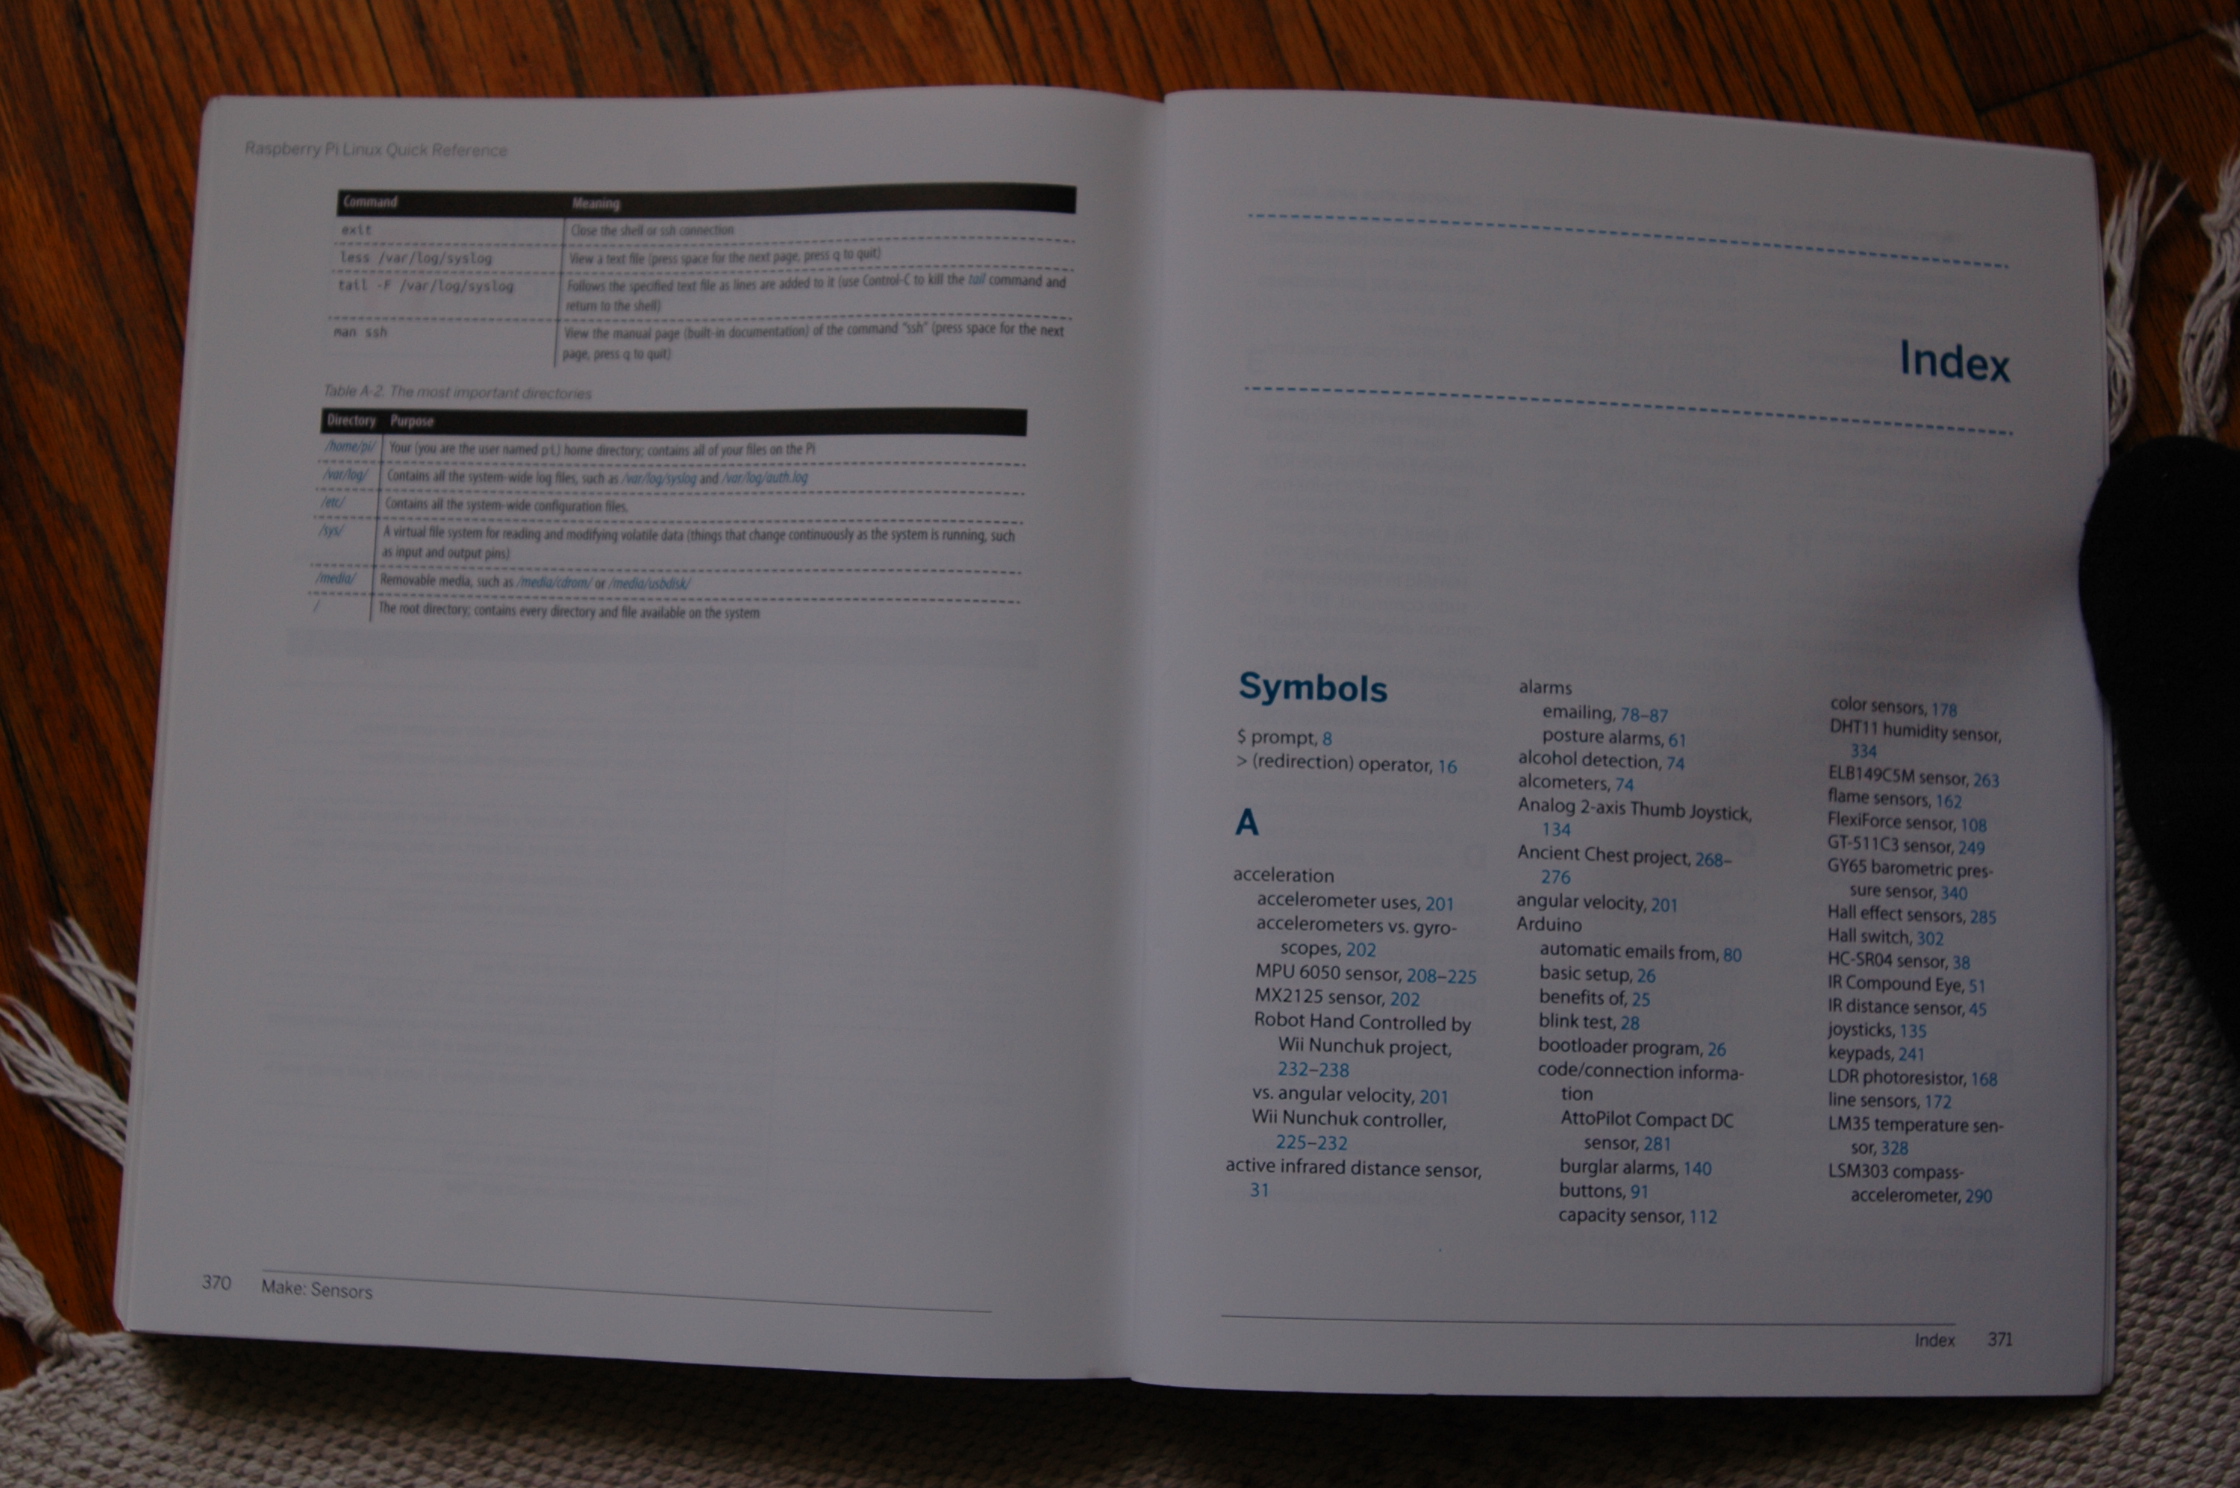 Raspberry Pi Linux Quick Reference
Command Meaning
exit Close the shell or ssh connection
less /var/log/syslog View a text file (press space for the next page, press q to quit)
tail -F /var/log/syslog Follows the specified text file as lines are added to it (use Control-C to kill the tail command and
return to the shell)
man ssh View the manual page (built-in documentation) of the command "ssh" (press space for the next
page, press q to quit)
Table A-2. The most important directories
Directory Purpose
/home/pi/ Your (you are the user named pi) home directory; contains all of your files on the Pi
/var/log/ Contains all the system-wide log files, such as /var/log/syslog and /var/log/auth.log
/etc/ Contains all the system-wide configuration files.
/sys/ A virtual file system for reading and modifying volatile data (things that change continuously as the system is running, such
as input and output pins)
/media/ Removable media, such as /media/cdrom/ or /media/usbdisk/
/ The root directory; contains every directory and file available on the system
370 Make: Sensors
Index
Symbols
$ prompt, 8
> (redirection) operator, 16
A
acceleration
accelerometer uses, 201
accelerometers vs. gyro-
scopes, 202
MPU 6050 sensor, 208–225
MX2125 sensor, 202
Robot Hand Controlled by
Wii Nunchuk project,
232–238
vs. angular velocity, 201
Wii Nunchuk controller,
225–232
active infrared distance sensor,
31
alarms
emailing, 78–87
posture alarms, 61
alcohol detection, 74
alcometers, 74
Analog 2-axis Thumb Joystick,
134
Ancient Chest project, 268–
276
angular velocity, 201
Arduino
automatic emails from, 80
basic setup, 26
benefits of, 25
blink test, 28
bootloader program, 26
code/connection informa-
tion
AttoPilot Compact DC
sensor, 281
burglar alarms, 140
buttons, 91
capacity sensor, 112
color sensors, 178
DHT11 humidity sensor,
334
ELB149C5M sensor, 263
flame sensors, 162
FlexiForce sensor, 108
GT-511C3 sensor, 249
GY65 barometric pres-
sure sensor, 340
Hall effect sensors, 285
Hall switch, 302
HC-SR04 sensor, 38
IR Compound Eye, 51
IR distance sensor, 45
joysticks, 135
keypads, 241
LDR photoresistor, 168
line sensors, 172
LM35 temperature sen-
sor, 328
LSM303 compass-
accelerometer, 290
Index 371